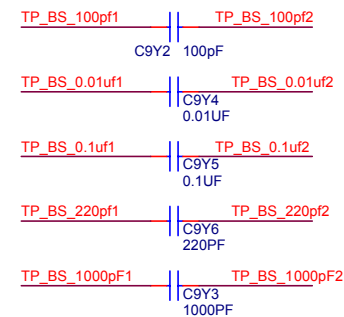 TP_BS_100pf1 TP_BS_100pf2
C9Y2 100pF
TP_BS_0.01uf1 TP_BS_0.01uf2
C9Y4
0.01UF
TP_BS_0.1uf1 TP_BS_0.1uf2
C9Y5
0.1UF
TP_BS_220pf1 TP_BS_220pf2
C9Y6
220PF
TP_BS_1000pF1 TP_BS_1000pF2
C9Y3
1000PF